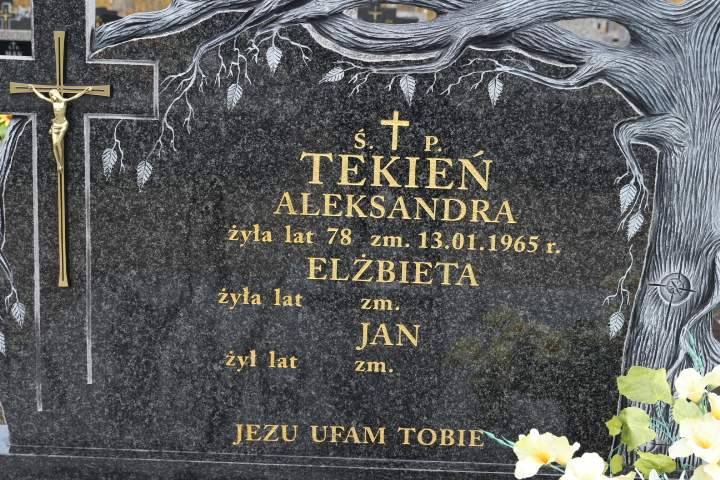 Ś. P.
TEKIEŃ
ALEKSANDRA
żyła lat 78 zm. 13.01.1965 r.
ELŻBIETA
żyła lat zm.
JAN
żył lat zm.
JEZU UFAM TOBIE